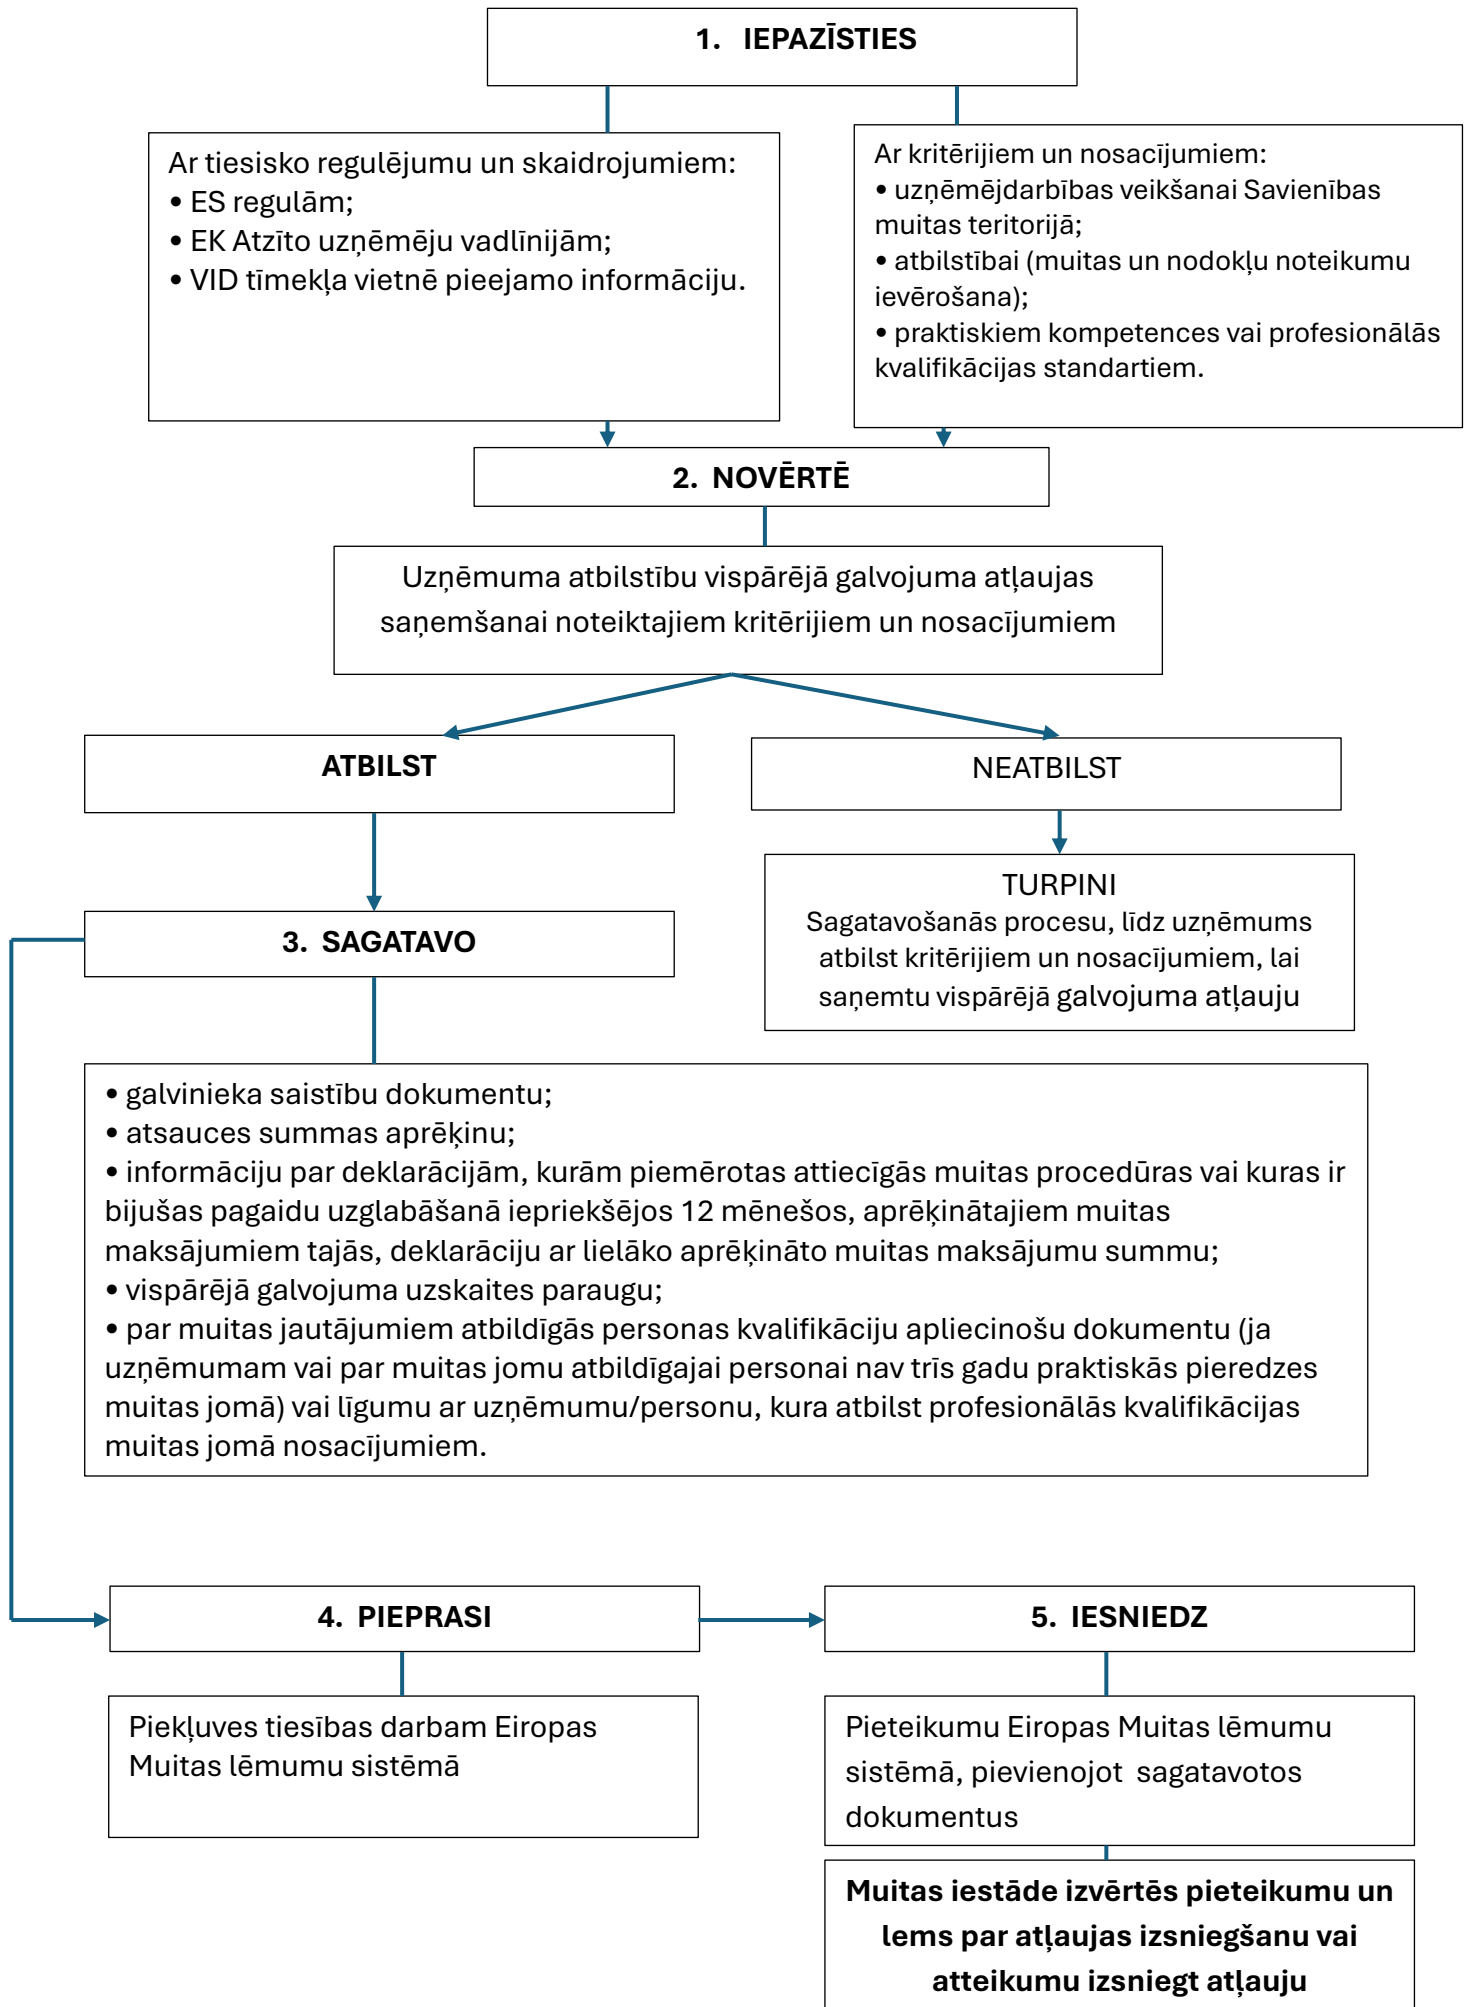 1. IEPAZĪSTIES
Ar tiesisko regulējumu un skaidrojumiem:
• ES regulām;
• EK Atzīto uzņēmēju vadlīnijām;
• VID tīmekļa vietnē pieejamo informāciju.
Ar kritērijiem un nosacījumiem:
• uzņēmējdarbības veikšanai Savienības
muitas teritorijā;
• atbilstībai (muitas un nodokļu noteikumu
ievērošana);
• praktiskiem kompetences vai profesionālās
kvalifikācijas standartiem.
2. NOVĒRTĒ
Uzņēmuma atbilstību vispārējā galvojuma atļaujas
saņemšanai noteiktajiem kritērijiem un nosacījumiem
ATBILST
NEATBILST
TURPINI
Sagatavošanās procesu, līdz uzņēmums
atbilst kritērijiem un nosacījumiem, lai
saņemtu vispārējā galvojuma atļauju
3. SAGATAVO
• galvinieka saistību dokumentu;
• atsauces summas aprēķinu;
• informāciju par deklarācijām, kurām piemērotas attiecīgās muitas procedūras vai kuras ir
bijušas pagaidu uzglabāšanā iepriekšējos 12 mēnešos, aprēķinātajiem muitas
maksājumiem tajās, deklarāciju ar lielāko aprēķināto muitas maksājumu summu;
• vispārējā galvojuma uzskaites paraugu;
• par muitas jautājumiem atbildīgās personas kvalifikāciju apliecinošu dokumentu (ja
uzņēmumam vai par muitas jomu atbildīgajai personai nav trīs gadu praktiskās pieredzes
muitas jomā) vai līgumu ar uzņēmumu/personu, kura atbilst profesionālās kvalifikācijas
muitas jomā nosacījumiem.
4. PIEPRASI
Piekļuves tiesības darbam Eiropas
Muitas lēmumu sistēmā
5. IESNIEDZ
Pieteikumu Eiropas Muitas lēmumu
sistēmā, pievienojot sagatavotos
dokumentus
Muitas iestāde izvērtēs pieteikumu un
lems par atļaujas izsniegšanu vai
atteikumu izsniegt atļauju